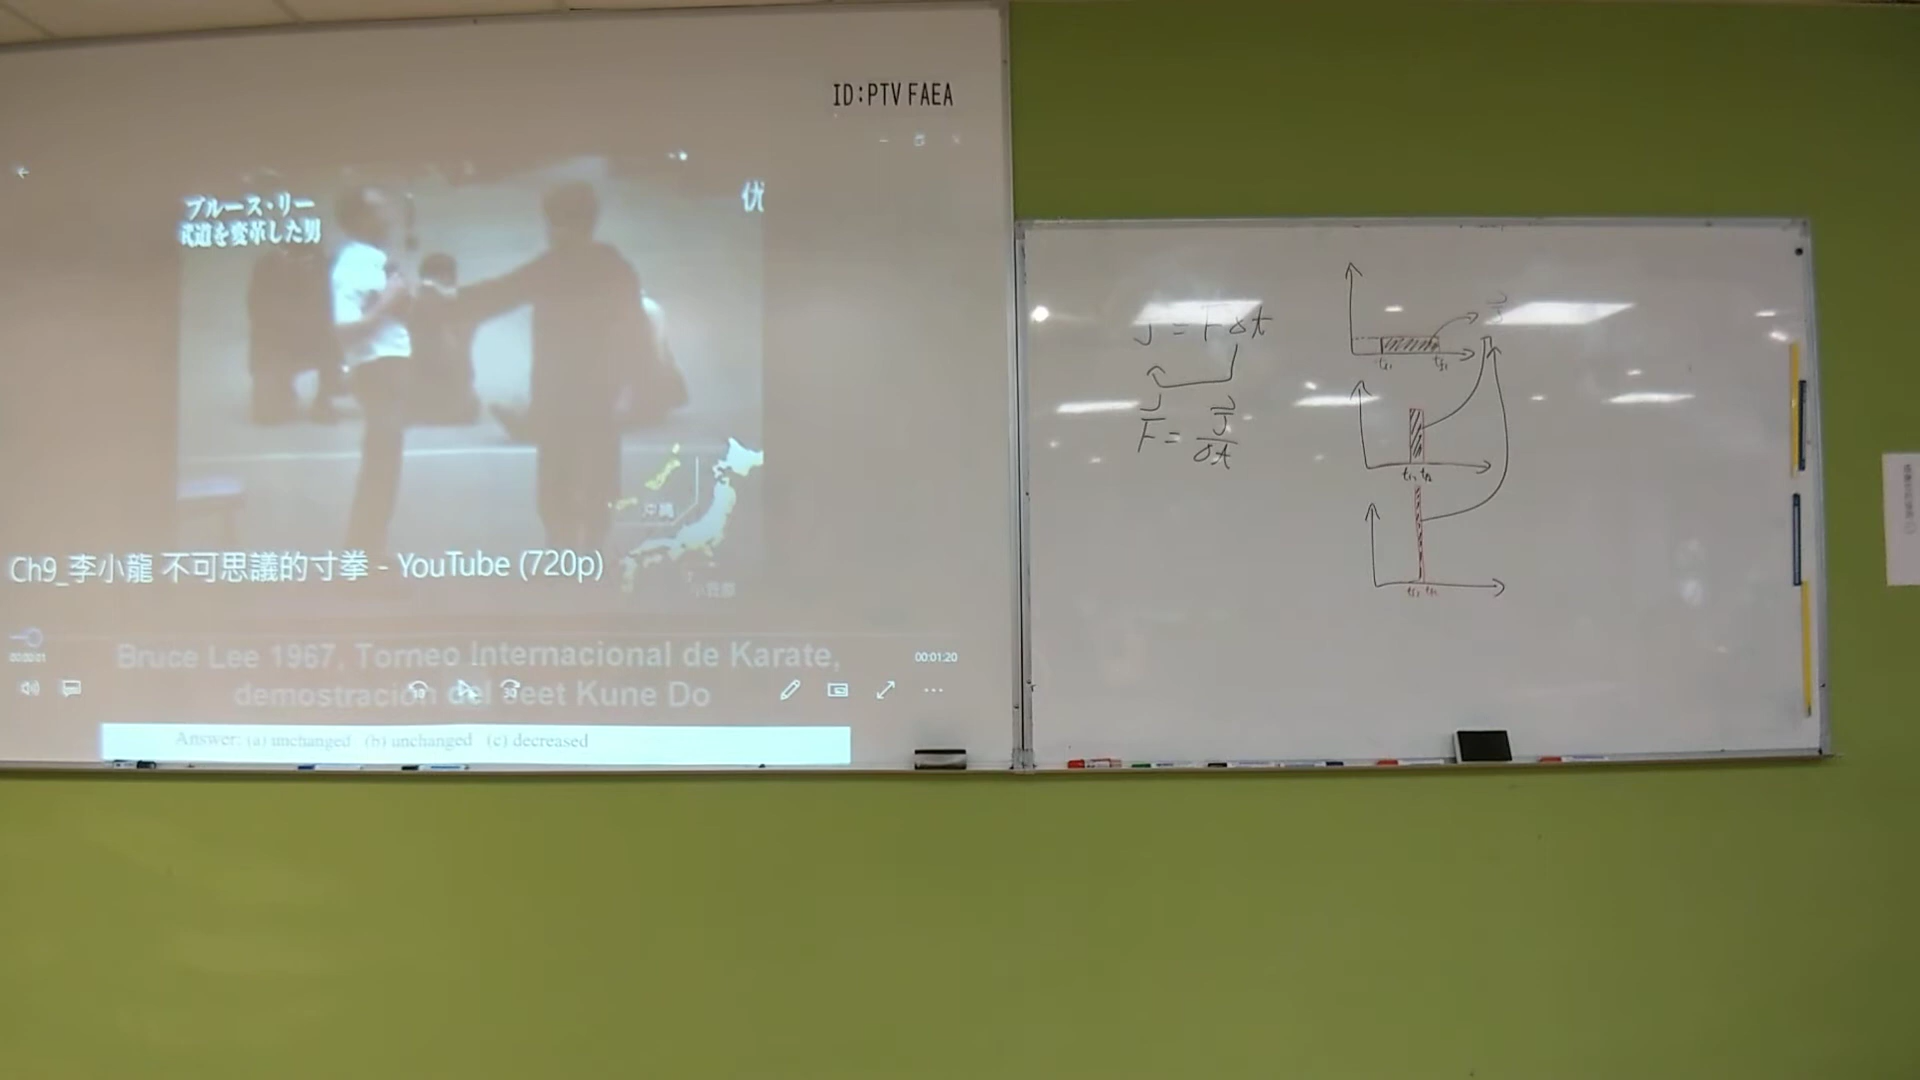 ID:PTV FAEA
ブルース・リー
武道を変革した男
优
沖縄
Ch9_李小龍 不可思議的寸拳 - YouTube (720p)
00:00:01
00:01:20
Bruce Lee 1967, Torneo Internacional de Karate,
demostración del Jeet Kune Do
10
30
Answer: (a) unchanged (b) unchanged (c) decreased
J = F Δt
F = J / Δt
J